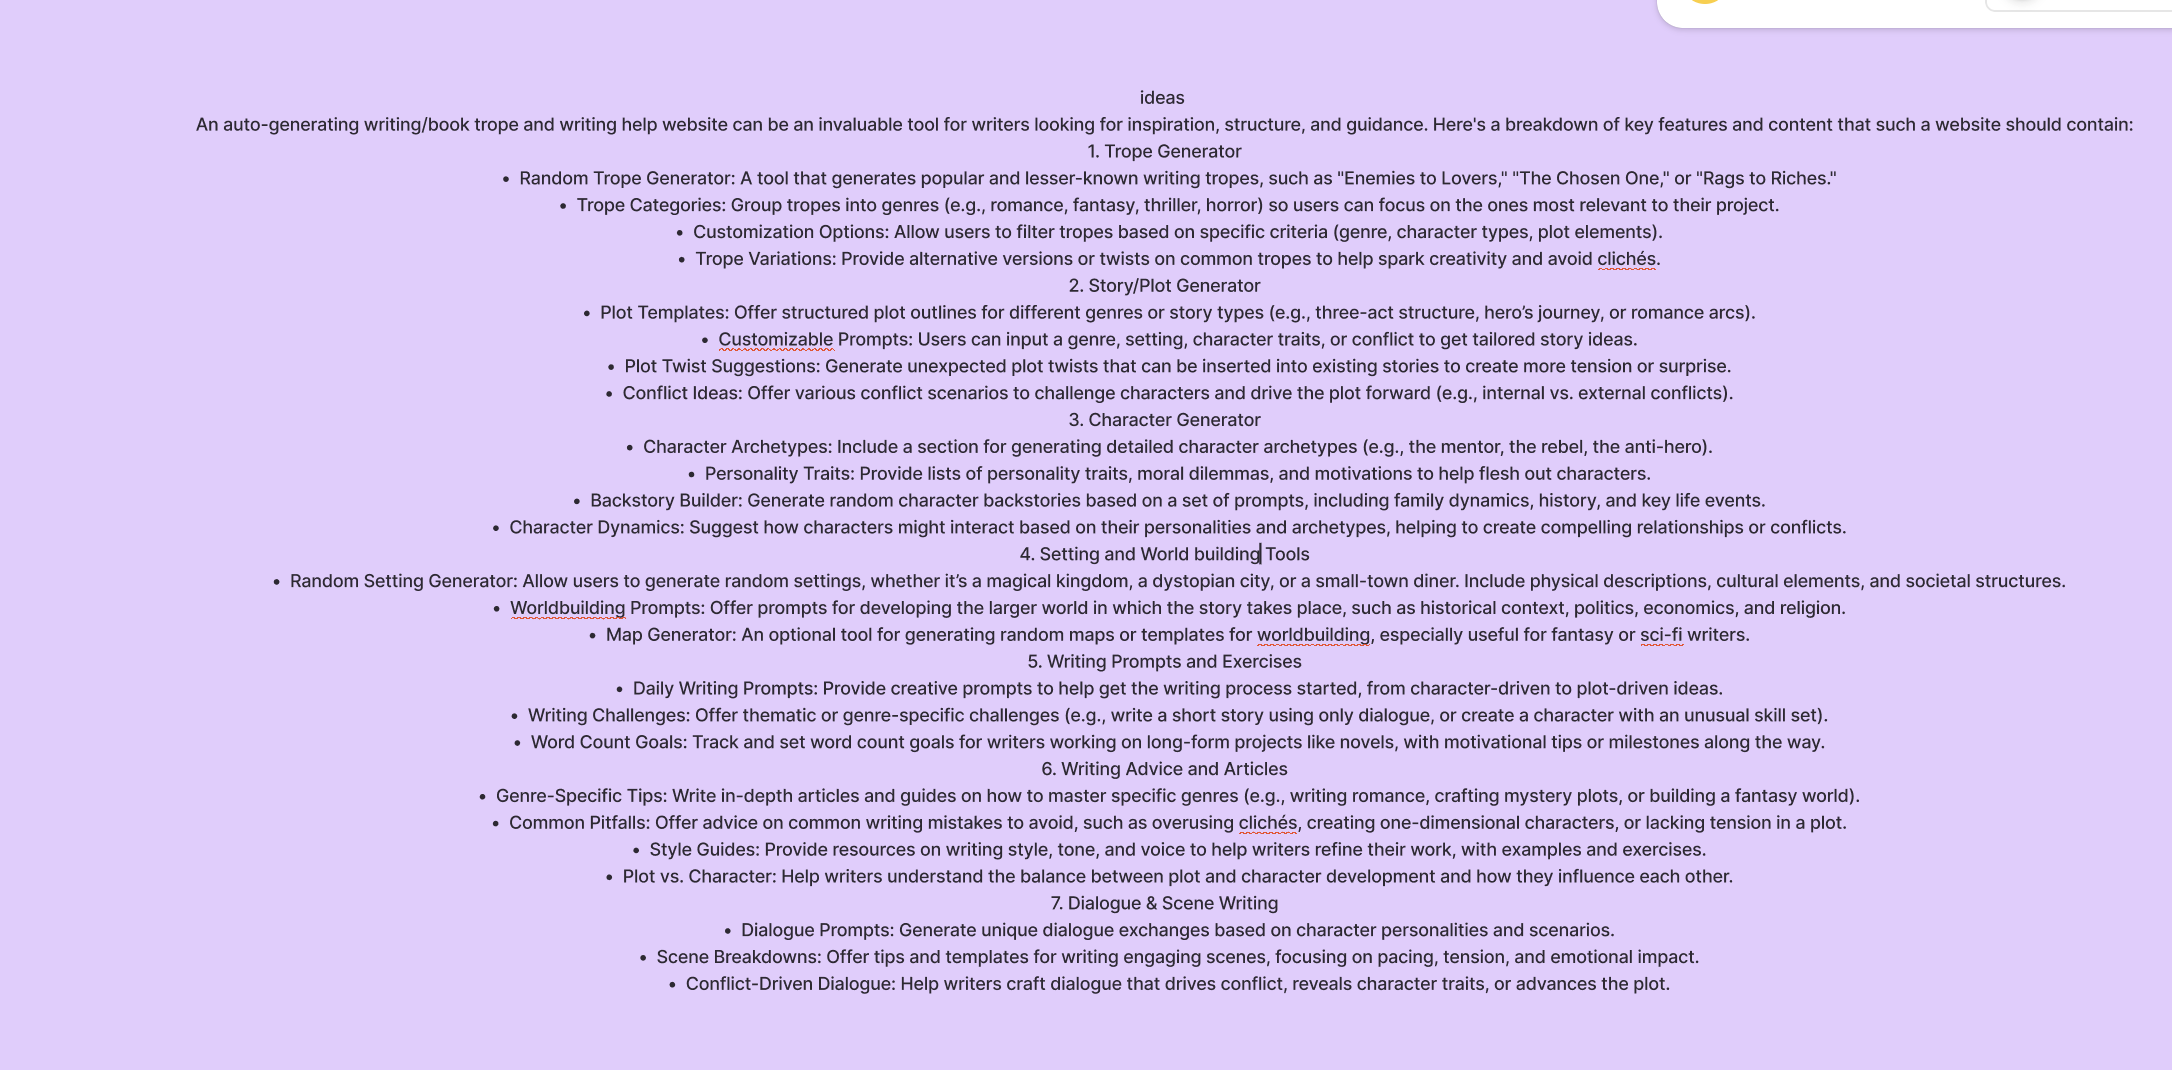 ideas
An auto-generating writing/book trope and writing help website can be an invaluable tool for writers looking for inspiration, structure, and guidance. Here's a breakdown of key features and content that such a website should contain:
1. Trope Generator
• Random Trope Generator: A tool that generates popular and lesser-known writing tropes, such as "Enemies to Lovers," "The Chosen One," or "Rags to Riches."
• Trope Categories: Group tropes into genres (e.g., romance, fantasy, thriller, horror) so users can focus on the ones most relevant to their project.
• Customization Options: Allow users to filter tropes based on specific criteria (genre, character types, plot elements).
• Trope Variations: Provide alternative versions or twists on common tropes to help spark creativity and avoid clichés.
2. Story/Plot Generator
• Plot Templates: Offer structured plot outlines for different genres or story types (e.g., three-act structure, hero’s journey, or romance arcs).
• Customizable Prompts: Users can input a genre, setting, character traits, or conflict to get tailored story ideas.
• Plot Twist Suggestions: Generate unexpected plot twists that can be inserted into existing stories to create more tension or surprise.
• Conflict Ideas: Offer various conflict scenarios to challenge characters and drive the plot forward (e.g., internal vs. external conflicts).
3. Character Generator
• Character Archetypes: Include a section for generating detailed character archetypes (e.g., the mentor, the rebel, the anti-hero).
• Personality Traits: Provide lists of personality traits, moral dilemmas, and motivations to help flesh out characters.
• Backstory Builder: Generate random character backstories based on a set of prompts, including family dynamics, history, and key life events.
• Character Dynamics: Suggest how characters might interact based on their personalities and archetypes, helping to create compelling relationships or conflicts.
4. Setting and World building Tools
• Random Setting Generator: Allow users to generate random settings, whether it’s a magical kingdom, a dystopian city, or a small-town diner. Include physical descriptions, cultural elements, and societal structures.
• Worldbuilding Prompts: Offer prompts for developing the larger world in which the story takes place, such as historical context, politics, economics, and religion.
• Map Generator: An optional tool for generating random maps or templates for worldbuilding, especially useful for fantasy or sci-fi writers.
5. Writing Prompts and Exercises
• Daily Writing Prompts: Provide creative prompts to help get the writing process started, from character-driven to plot-driven ideas.
• Writing Challenges: Offer thematic or genre-specific challenges (e.g., write a short story using only dialogue, or create a character with an unusual skill set).
• Word Count Goals: Track and set word count goals for writers working on long-form projects like novels, with motivational tips or milestones along the way.
6. Writing Advice and Articles
• Genre-Specific Tips: Write in-depth articles and guides on how to master specific genres (e.g., writing romance, crafting mystery plots, or building a fantasy world).
• Common Pitfalls: Offer advice on common writing mistakes to avoid, such as overusing clichés, creating one-dimensional characters, or lacking tension in a plot.
• Style Guides: Provide resources on writing style, tone, and voice to help writers refine their work, with examples and exercises.
• Plot vs. Character: Help writers understand the balance between plot and character development and how they influence each other.
7. Dialogue & Scene Writing
• Dialogue Prompts: Generate unique dialogue exchanges based on character personalities and scenarios.
• Scene Breakdowns: Offer tips and templates for writing engaging scenes, focusing on pacing, tension, and emotional impact.
• Conflict-Driven Dialogue: Help writers craft dialogue that drives conflict, reveals character traits, or advances the plot.